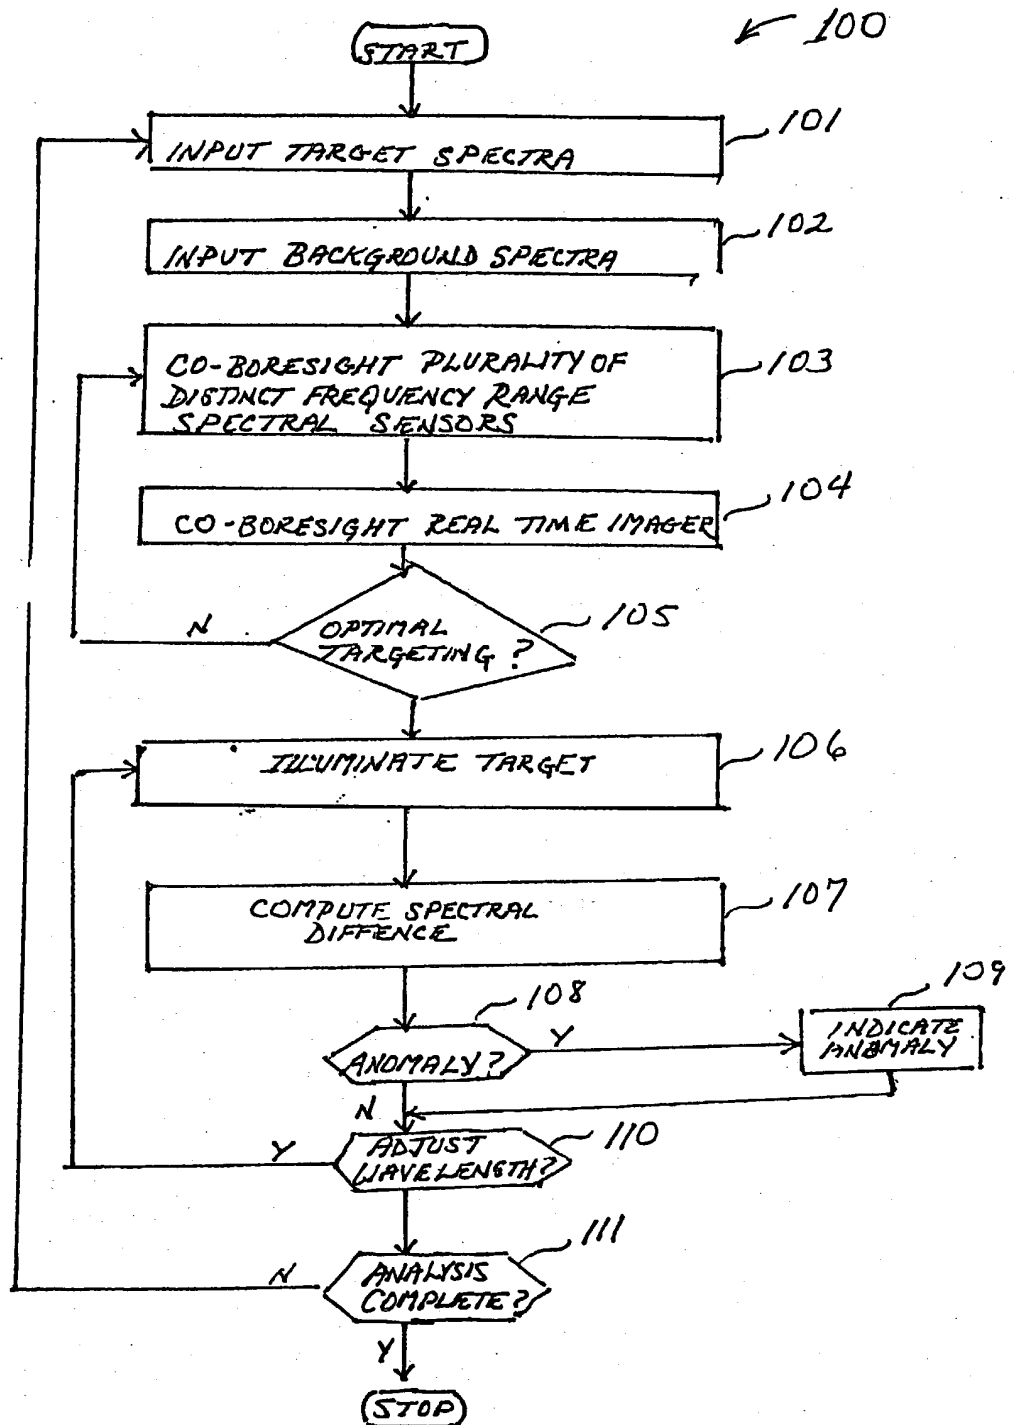 100
START
101
INPUT TARGET SPECTRA
102
INPUT BACKGROUND SPECTRA
103
CO-BORESIGHT PLURALITY OF
DISTINCT FREQUENCY RANGE
SPECTRAL SENSORS
104
CO-BORESIGHT REAL TIME IMAGER
105
N
OPTIMAL
TARGETING?
106
ILLUMINATE TARGET
107
COMPUTE SPECTRAL
DIFFENCE
108
109
ANOMALY?
Y
INDICATE
ANOMALY
N
110
Y
ADJUST
WAVELENGTH?
111
N
ANALYSIS
COMPLETE?
Y
STOP